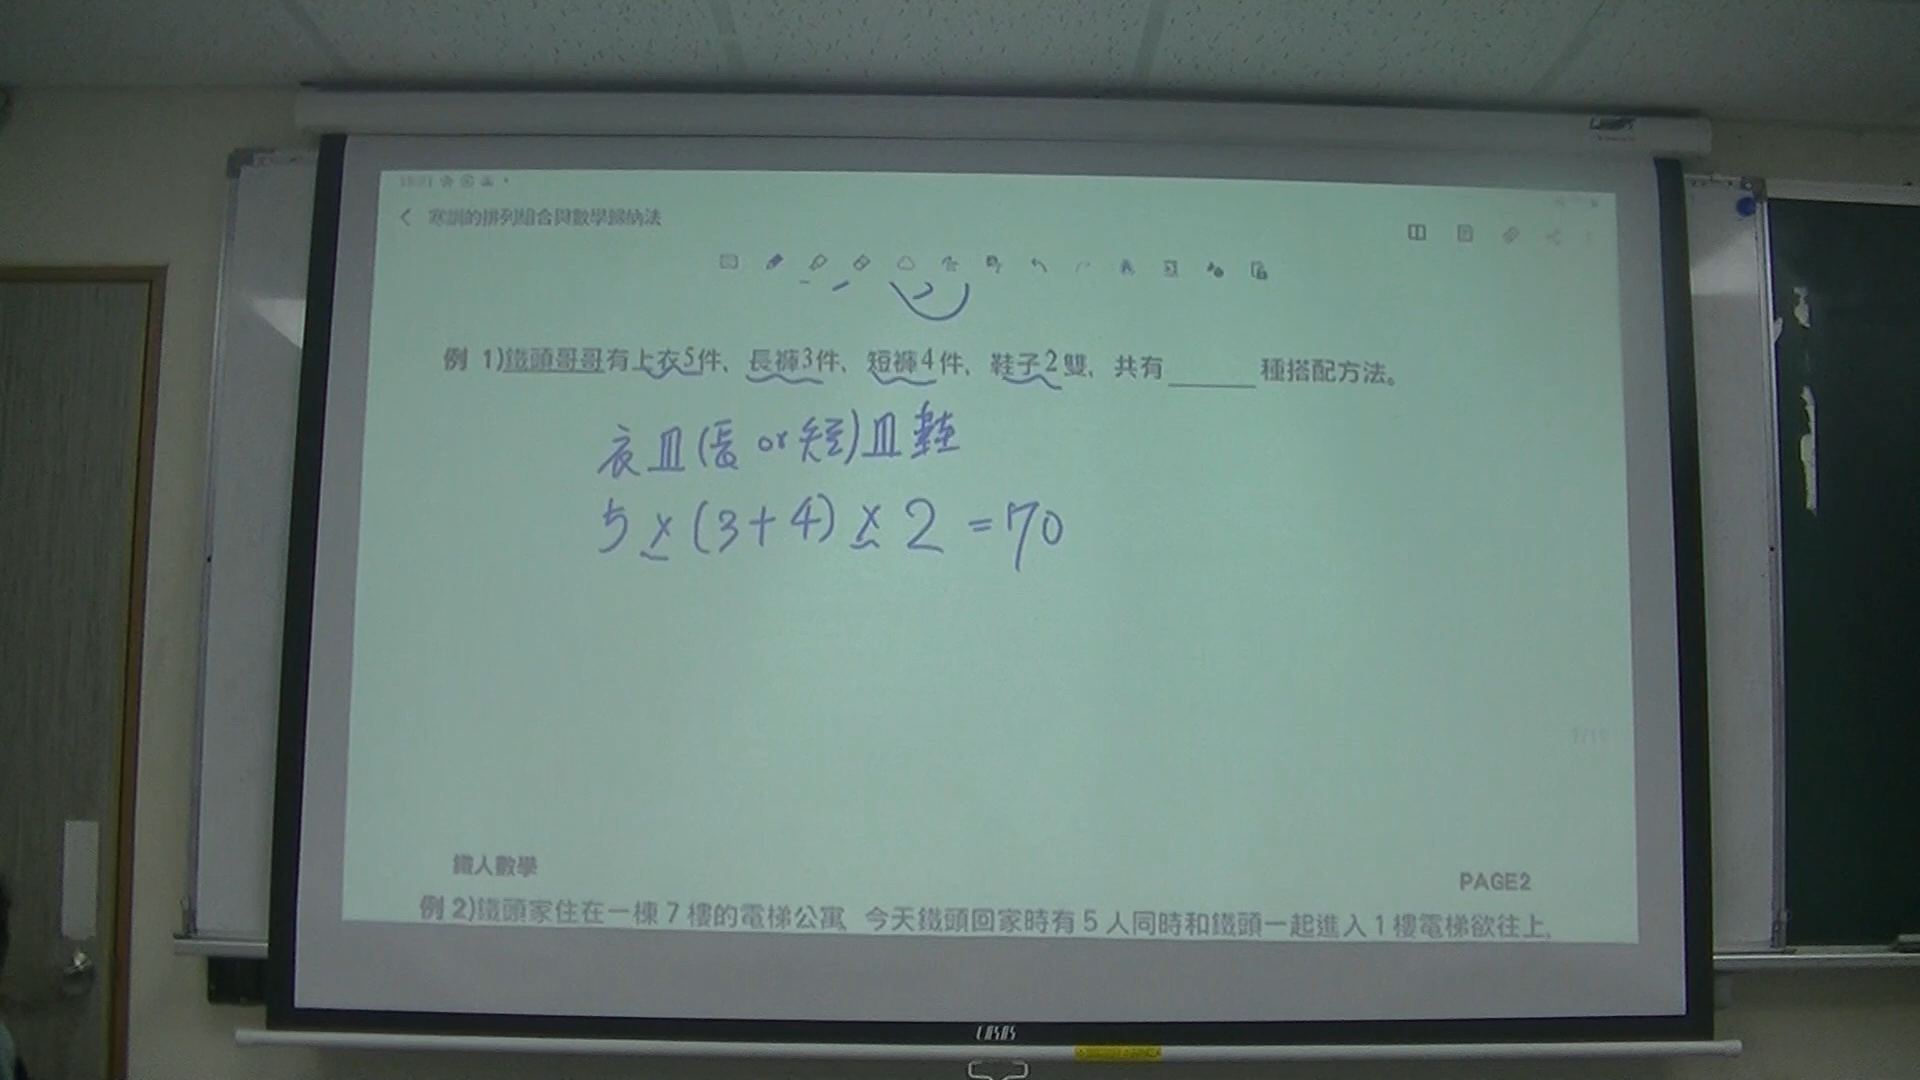 寒訓的排列組合與數學歸納法
例 1)鐵頭哥哥有上衣5件、長褲3件、短褲4件、鞋子2雙、共有______種搭配方法。
衣且(長 or 短)且鞋
5×(3+4)×2=70
鐵人數學
PAGE2
例 2)鐵頭家住在一棟 7 樓的電梯公寓、今天鐵頭回家時有 5 人同時和鐵頭一起進入 1 樓電梯欲往上,